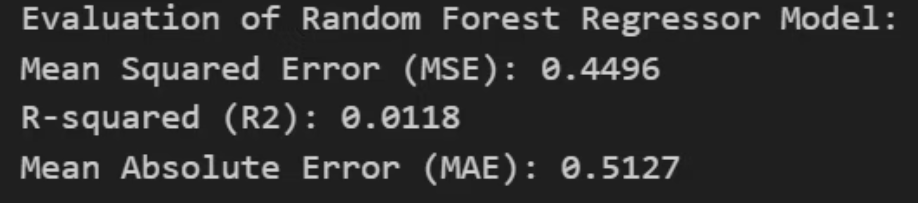 Evaluation of Random Forest Regressor Model:
Mean Squared Error (MSE): 0.4496
R-squared (R2): 0.0118
Mean Absolute Error (MAE): 0.5127